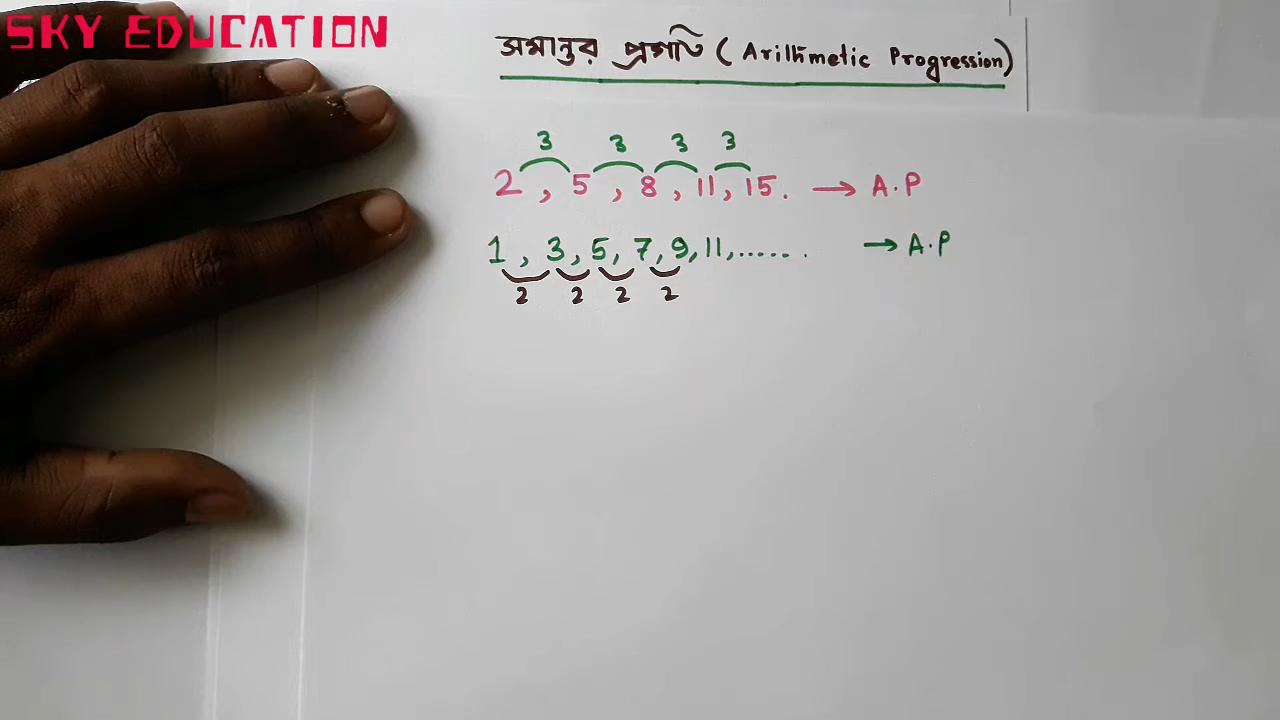 SKY EDUCATION
সমান্তর প্রগতি (Arithmetic Progression)
3 3 3 3
2, 5, 8, 11, 15. → A.P
1, 3, 5, 7, 9, 11, ...... → A.P
2 2 2 2